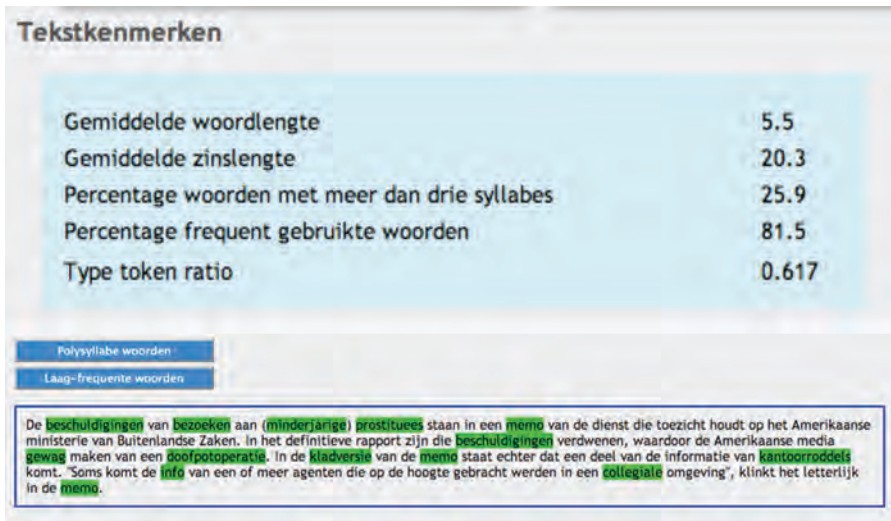 Tekstkenmerken
Gemiddelde woordlengte 5.5
Gemiddelde zinslengte 20.3
Percentage woorden met meer dan drie syllabes 25.9
Percentage frequent gebruikte woorden 81.5
Type token ratio 0.617
Polysyllabe woorden
Laag-frequente woorden
De beschuldigingen van bezoeken aan (minderjarige) prostituees staan in een memo van de dienst die toezicht houdt op het Amerikaanse
ministerie van Buitenlandse Zaken. In het definitieve rapport zijn die beschuldigingen verdwenen, waardoor de Amerikaanse media
gewag maken van een doofpotoperatie. In de kladversie van de memo staat echter dat een deel van de informatie van kantoorroddels
komt. "Soms komt de info van een of meer agenten die op de hoogte gebracht werden in een collegiale omgeving", klinkt het letterlijk
in de memo.